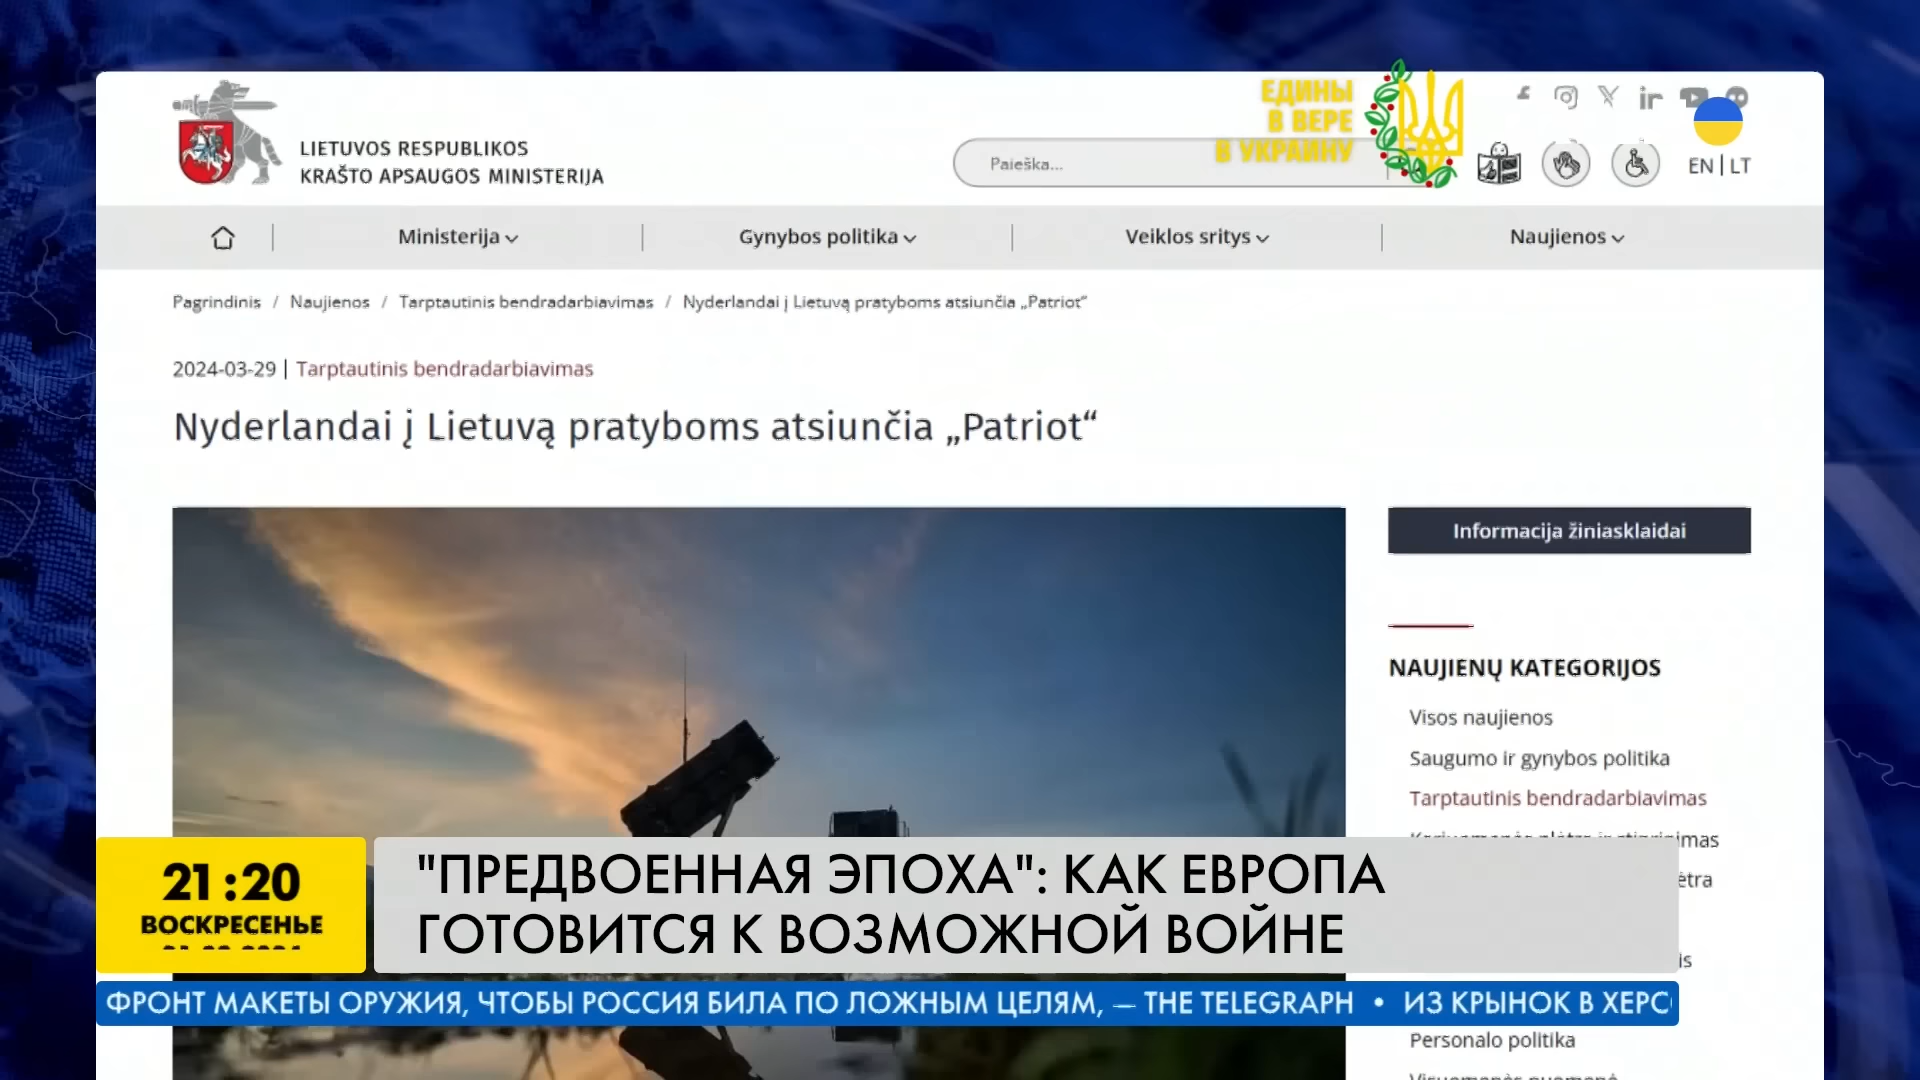 ЕДИНЫ
В ВЕРЕ
В УКРАИНУ
LIETUVOS RESPUBLIKOS
KRAŠTO APSAUGOS MINISTERIJA
Paieška...
EN | LT
Ministerija
Gynybos politika
Veiklos sritys
Naujienos
Pagrindinis / Naujienos / Tarptautinis bendradarbiavimas / Nyderlandai į Lietuvą pratyboms atsiunčia „Patriot“
2024-03-29 | Tarptautinis bendradarbiavimas
Nyderlandai į Lietuvą pratyboms atsiunčia „Patriot“
Informacija žiniasklaidai
NAUJIENŲ KATEGORIJOS
Visos naujienos
Saugumo ir gynybos politika
Tarptautinis bendradarbiavimas
21:20
ВОСКРЕСЕНЬЕ
"ПРЕДВОЕННАЯ ЭПОХА": КАК ЕВРОПА
ГОТОВИТСЯ К ВОЗМОЖНОЙ ВОЙНЕ
ФРОНТ МАКЕТЫ ОРУЖИЯ, ЧТОБЫ РОССИЯ БИЛА ПО ЛОЖНЫМ ЦЕЛЯМ, — THE TELEGRAPH • ИЗ КРЫНОК В ХЕРС
Personalo politika